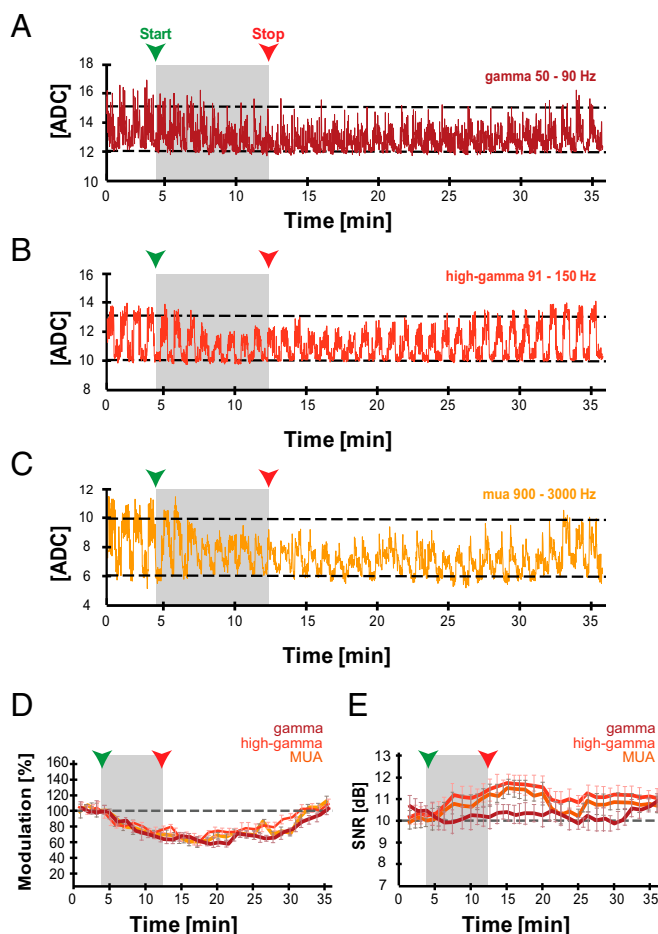 A
Start
Stop
[ADC]
18
16
14
12
10
gamma 50 - 90 Hz
0 5 10 15 20 25 30 35
Time [min]
B
[ADC]
16
14
12
10
8
high-gamma 91 - 150 Hz
0 5 10 15 20 25 30 35
Time [min]
C
[ADC]
12
10
8
6
4
mua 900 - 3000 Hz
0 5 10 15 20 25 30 35
Time [min]
D
gamma
high-gamma
MUA
Modulation [%]
160
140
120
100
80
60
40
20
0 5 10 15 20 25 30 35
Time [min]
E
gamma
high-gamma
MUA
SNR [dB]
13
12
11
10
9
8
7
0 5 10 15 20 25 30 35
Time [min]